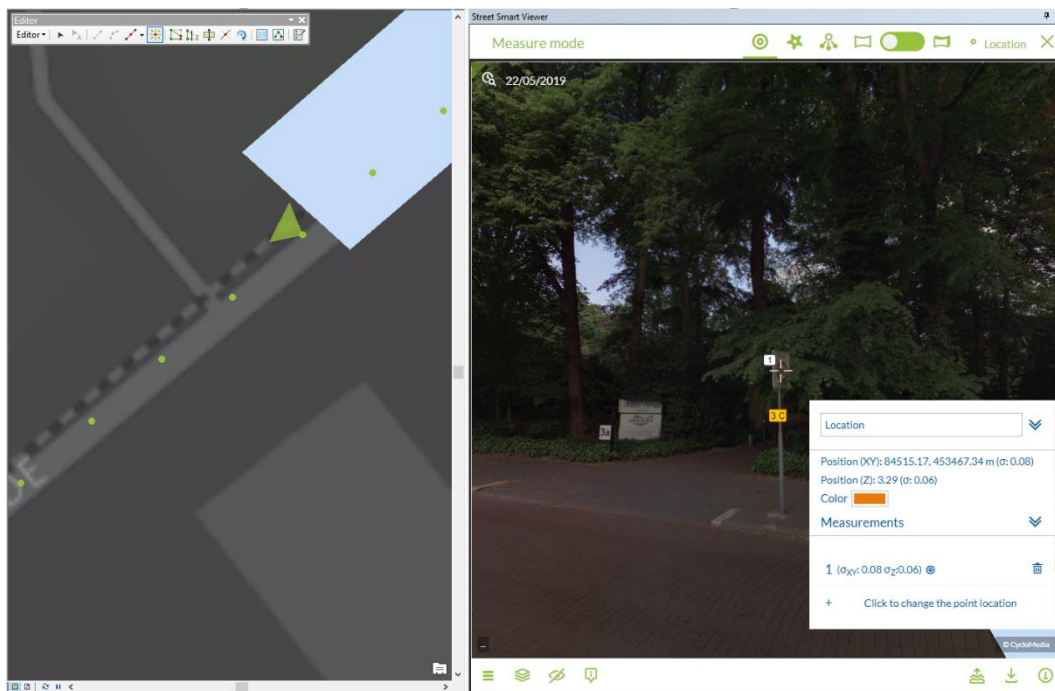 Editor
Editor
Street Smart Viewer
Measure mode
Location
22/05/2019
1
3 C
3a
Location
Position (XY): 84515.17, 453467.34 m (σ: 0.08)
Position (Z): 3.29 (σ: 0.06)
Color
Measurements
1 (σXY: 0.08 σZ:0.06)
+ Click to change the point location
© CycloMedia
DE